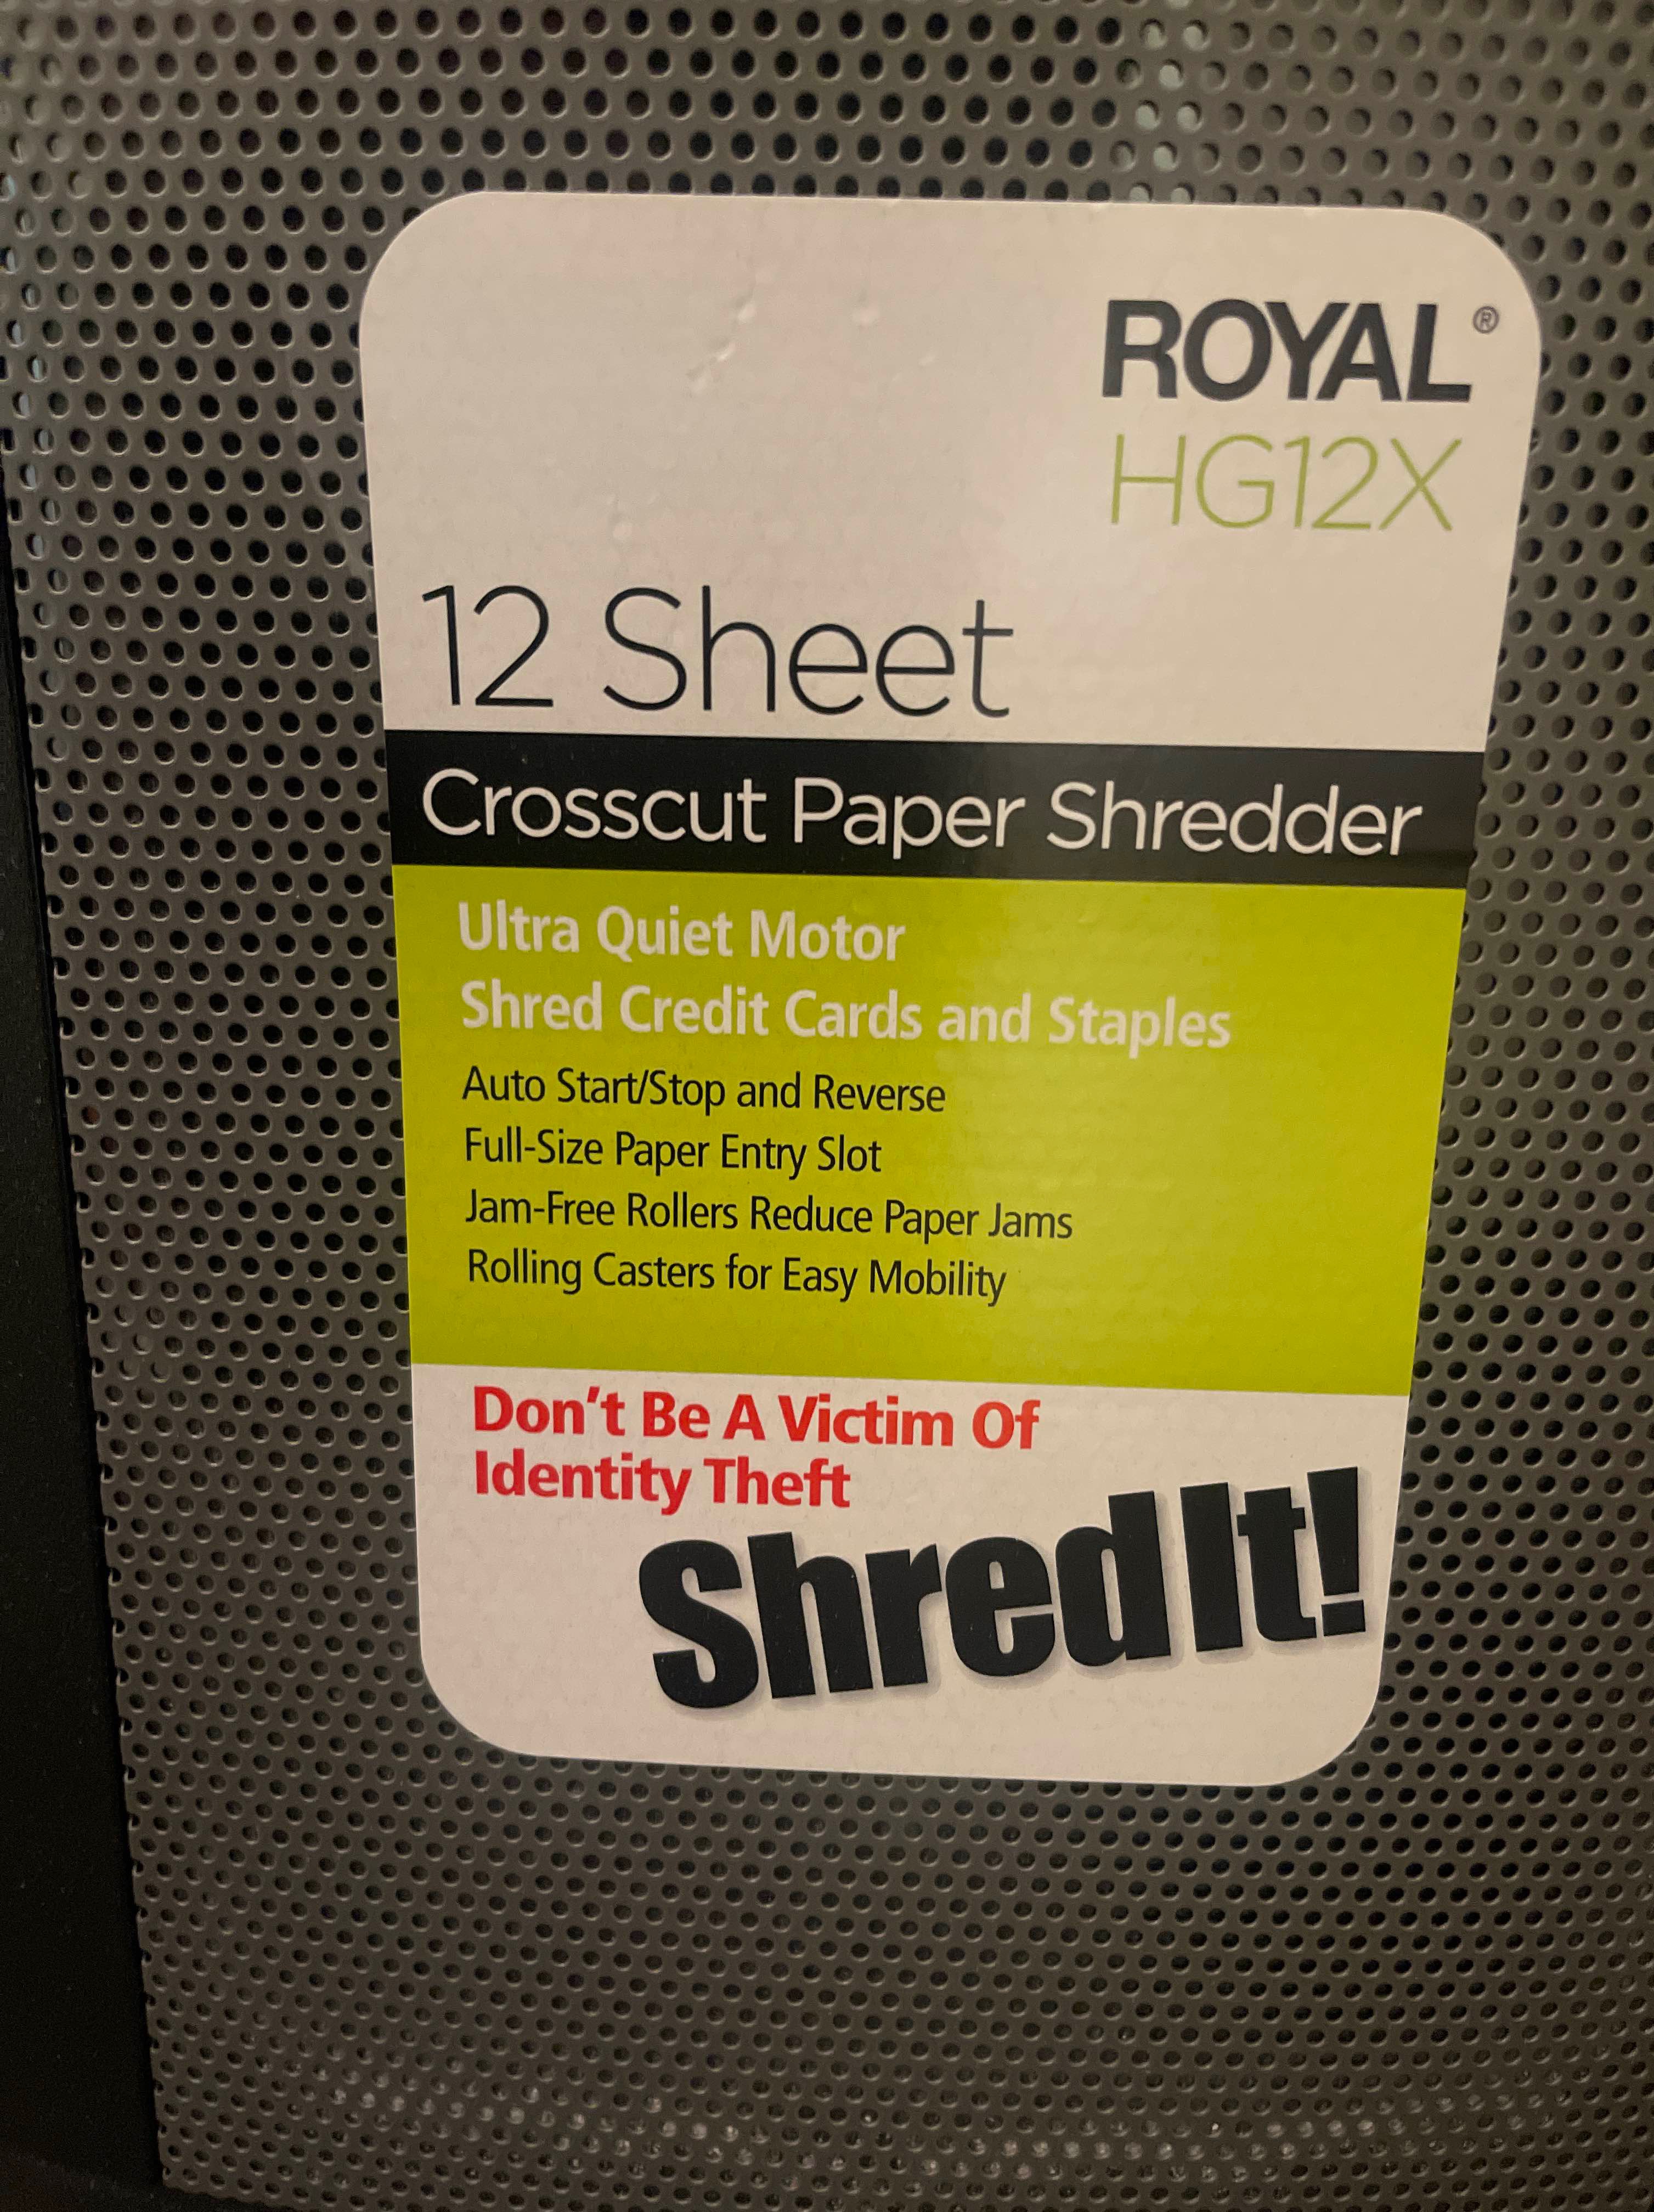 ROYAL®
HG12X
12 Sheet
Crosscut Paper Shredder
Ultra Quiet Motor
Shred Credit Cards and Staples
Auto Start/Stop and Reverse
Full-Size Paper Entry Slot
Jam-Free Rollers Reduce Paper Jams
Rolling Casters for Easy Mobility
Don't Be A Victim Of
Identity Theft
Shred It!